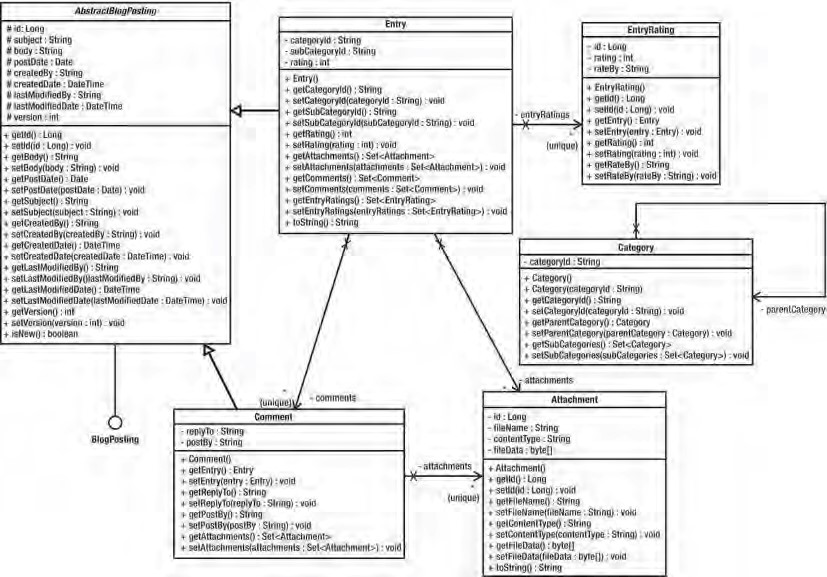 AbstractBlogPosting
# id: Long
# subject : String
# body : String
# postDate : Date
# createdBy : String
# createdDate : DateTime
# lastModifiedBy : String
# lastModifiedDate : DateTime
# version : int
+ getId() : Long
+ setId(id : Long) : void
+ getBody() : String
+ setBody(body : String) : void
+ getPostDate() : Date
+ setPostDate(postDate : Date) : void
+ getSubject() : String
+ setSubject(subject : String) : void
+ getCreatedBy() : String
+ setCreatedBy(createdBy : String) : void
+ getCreatedDate() : DateTime
+ setCreatedDate(createdDate : DateTime) : void
+ getLastModifiedBy() : String
+ setLastModifiedBy(lastModifiedBy : String) : void
+ getLastModifiedDate() : DateTime
+ setLastModifiedDate(lastModifiedDate : DateTime) : void
+ getVersion() : int
+ setVersion(version : int) : void
+ isNew() : boolean
BlogPosting
Entry
- categoryId : String
- subCategoryId : String
- rating : int
+ Entry()
+ getCategoryId() : String
+ setCategoryId(categoryId : String) : void
+ getSubCategoryId() : String
+ setSubCategoryId(subCategoryId : String) : void
+ getRating() : int
+ setRating(rating : int) : void
+ getAttachments() : Set<Attachment>
+ setAttachments(attachments : Set<Attachment>) : void
+ getComments() : Set<Comment>
+ setComments(comments : Set<Comment>) : void
+ getEntryRatings() : Set<EntryRating>
+ setEntryRatings(entryRatings : Set<EntryRating>) : void
+ toString() : String
- entryRatings
*
(unique)
EntryRating
- id : Long
- rating : int
- rateBy : String
+ EntryRating()
+ getId() : Long
+ setId(id : Long) : void
+ getEntry() : Entry
+ setEntry(entry : Entry) : void
+ getRating() : int
+ setRating(rating : int) : void
+ getRateBy() : String
+ setRateBy(rateBy : String) : void
Category
- categoryId : String
+ Category()
+ Category(categoryId : String)
+ getCategoryId() : String
+ setCategoryId(categoryId : String) : void
+ getParentCategory() : Category
+ setParentCategory(parentCategory : Category) : void
+ getSubCategories() : Set<Category>
+ setSubCategories(subCategories : Set<Category>) : void
- parentCategory
*
(unique)
- comments
* - attachments
Comment
- replyTo : String
- postBy : String
+ Comment()
+ getEntry() : Entry
+ setEntry(entry : Entry) : void
+ getReplyTo() : String
+ setReplyTo(replyTo : String) : void
+ getPostBy() : String
+ setPostBy(postBy : String) : void
+ getAttachments() : Set<Attachment>
+ setAttachments(attachments : Set<Attachment>) : void
- attachments
*
(unique)
Attachment
- id : Long
- fileName : String
- contentType : String
- fileData : byte[]
+ Attachment()
+ getId() : Long
+ setId(id : Long) : void
+ getFileName() : String
+ setFileName(fileName : String) : void
+ getContentType() : String
+ setContentType(contentType : String) : void
+ getFileData() : byte[]
+ setFileData(fileData : byte[]) : void
+ toString() : String